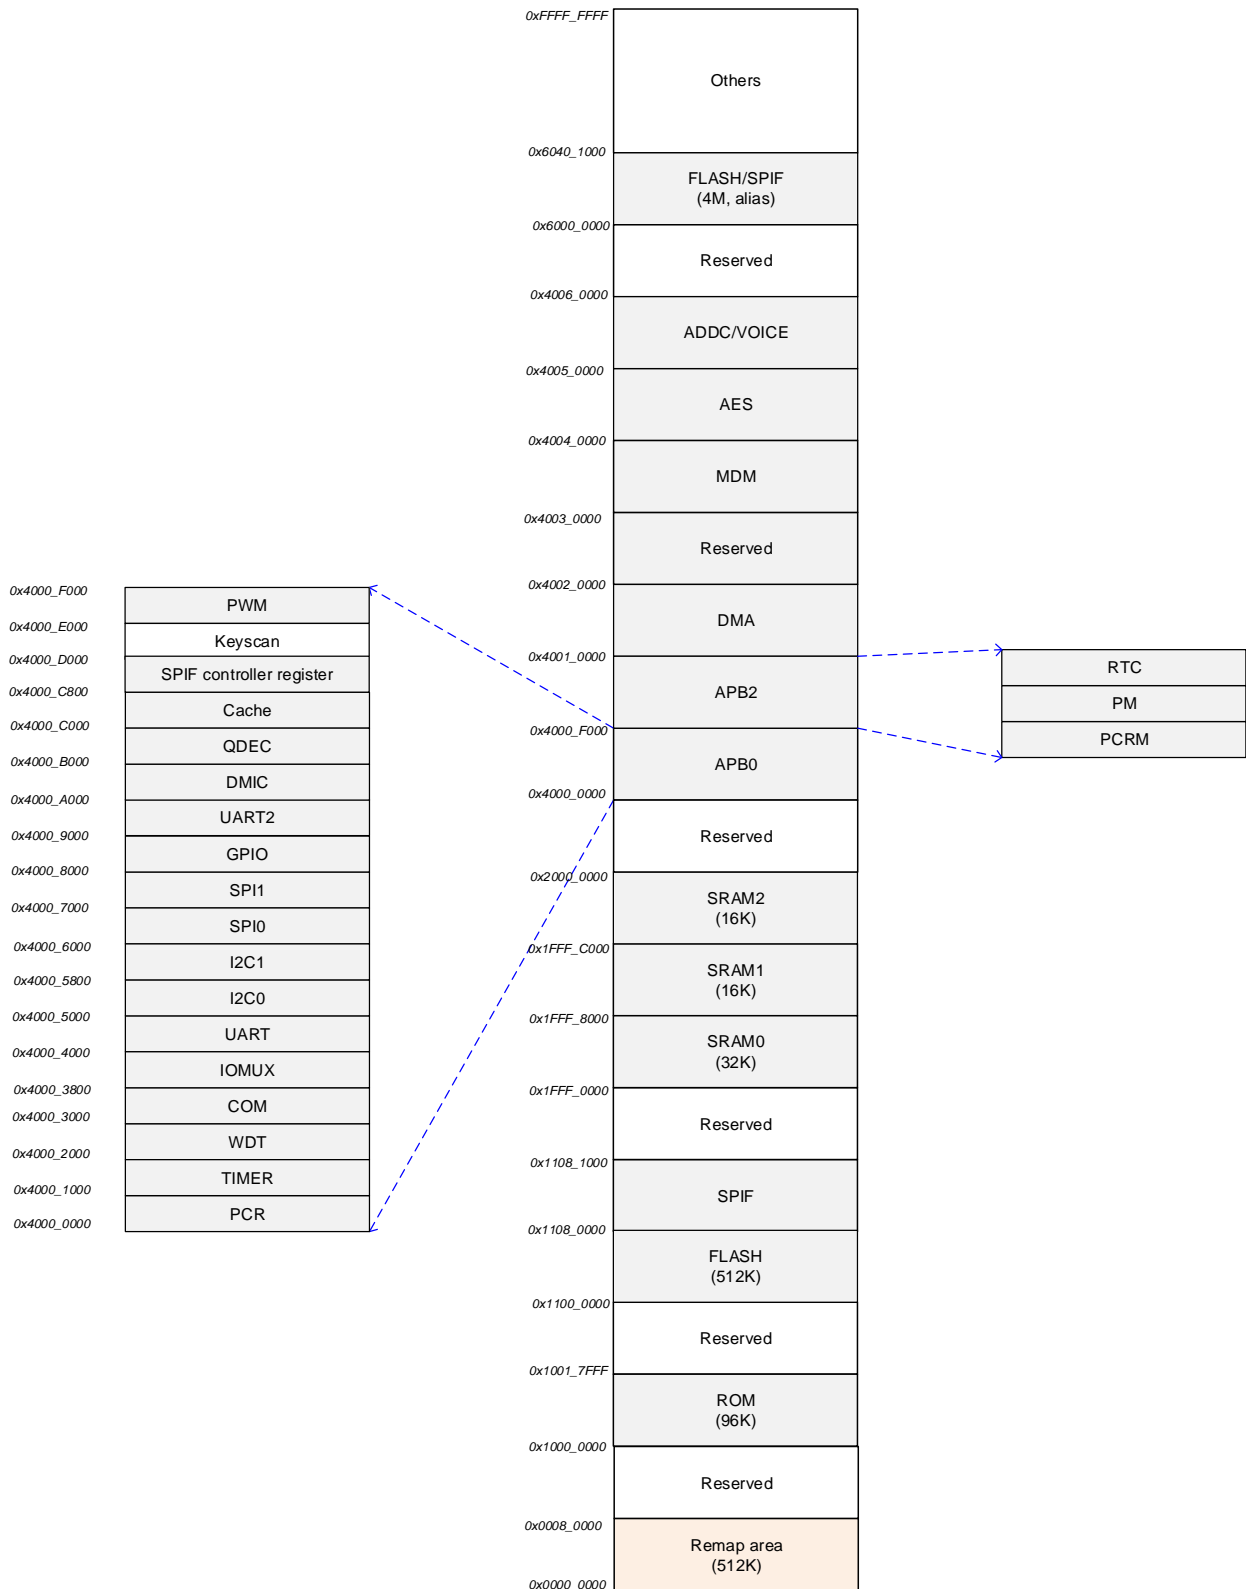 0xFFFF_FFFF
Others
0x6040_1000
FLASH/SPIF
(4M, alias)
0x6000_0000
Reserved
0x4006_0000
ADDC/VOICE
0x4005_0000
AES
0x4004_0000
MDM
0x4003_0000
Reserved
0x4002_0000
DMA
0x4001_0000
APB2
0x4000_F000
APB0
0x4000_0000
Reserved
0x2000_0000
SRAM2
(16K)
0x1FFF_C000
SRAM1
(16K)
0x1FFF_8000
SRAM0
(32K)
0x1FFF_0000
Reserved
0x1108_1000
SPIF
0x1108_0000
FLASH
(512K)
0x1100_0000
Reserved
0x1001_7FFF
ROM
(96K)
0x1000_0000
Reserved
0x0008_0000
Remap area
(512K)
0x0000_0000
0x4000_F000
PWM
0x4000_E000
Keyscan
0x4000_D000
SPIF controller register
0x4000_C800
Cache
0x4000_C000
QDEC
0x4000_B000
DMIC
0x4000_A000
UART2
0x4000_9000
GPIO
0x4000_8000
SPI1
0x4000_7000
SPI0
0x4000_6000
I2C1
0x4000_5800
I2C0
0x4000_5000
UART
0x4000_4000
IOMUX
0x4000_3800
COM
0x4000_3000
WDT
0x4000_2000
TIMER
0x4000_1000
PCR
0x4000_0000
RTC
PM
PCRM